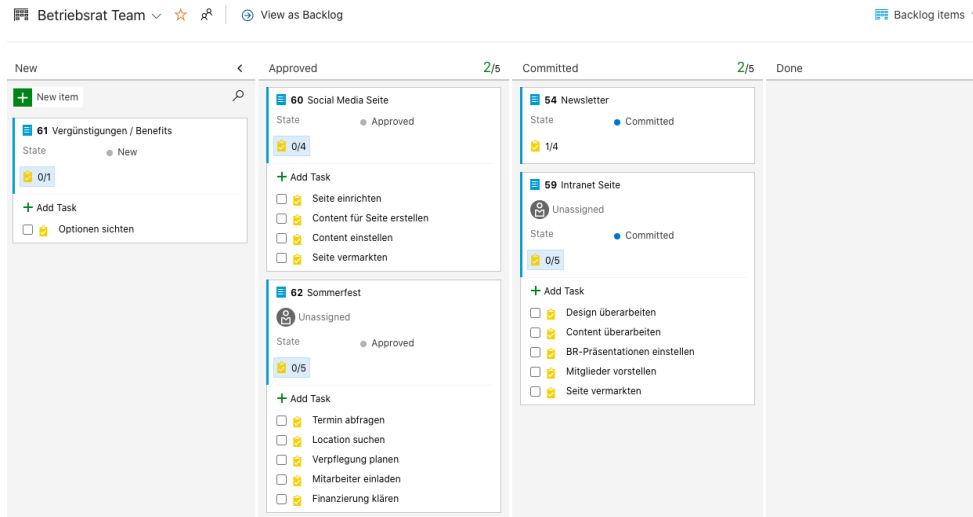 Betriebsrat Team
View as Backlog
Backlog items
New
Approved 2/5
Committed 2/5
Done
New item
61 Vergünstigungen / Benefits
State New
0/1
Add Task
Optionen sichten
60 Social Media Seite
State Approved
0/4
Add Task
Seite einrichten
Content für Seite erstellen
Content einstellen
Seite vermarkten
62 Sommerfest
Unassigned
State Approved
0/5
Add Task
Termin abfragen
Location suchen
Verpflegung planen
Mitarbeiter einladen
Finanzierung klären
54 Newsletter
State Committed
1/4
59 Intranet Seite
Unassigned
State Committed
0/5
Add Task
Design überarbeiten
Content überarbeiten
BR-Präsentationen einstellen
Mitglieder vorstellen
Seite vermarkten